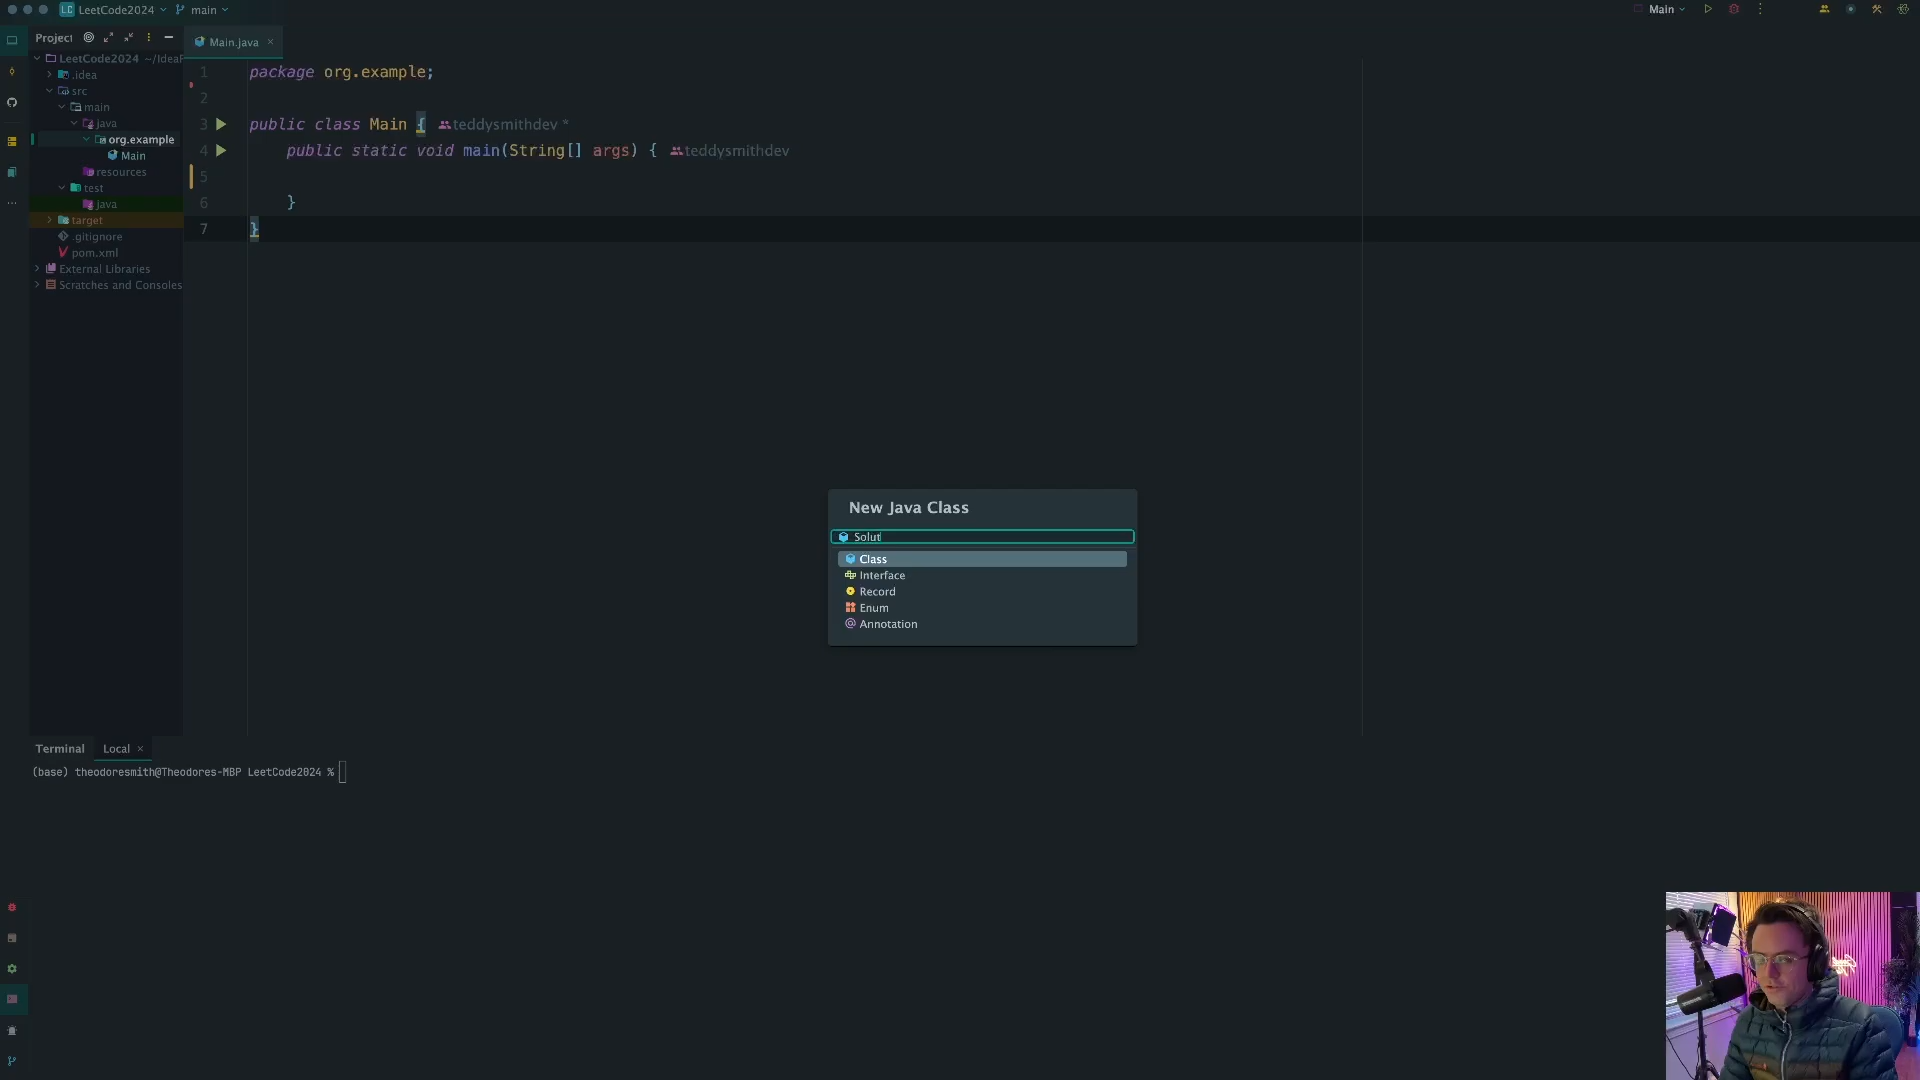 LC LeetCode2024 main
Main
Project
Main.java
LeetCode2024 ~/IdeaP
.idea
src
main
java
org.example
Main
resources
test
java
target
.gitignore
pom.xml
External Libraries
Scratches and Consoles
1 package org.example;
2
3 public class Main { teddysmithdev *
4 public static void main(String[] args) { teddysmithdev
5
6 }
7 }
New Java Class
Solut
Class
Interface
Record
Enum
Annotation
Terminal Local
(base) theodoresmith@Theodores-MBP LeetCode2024 %